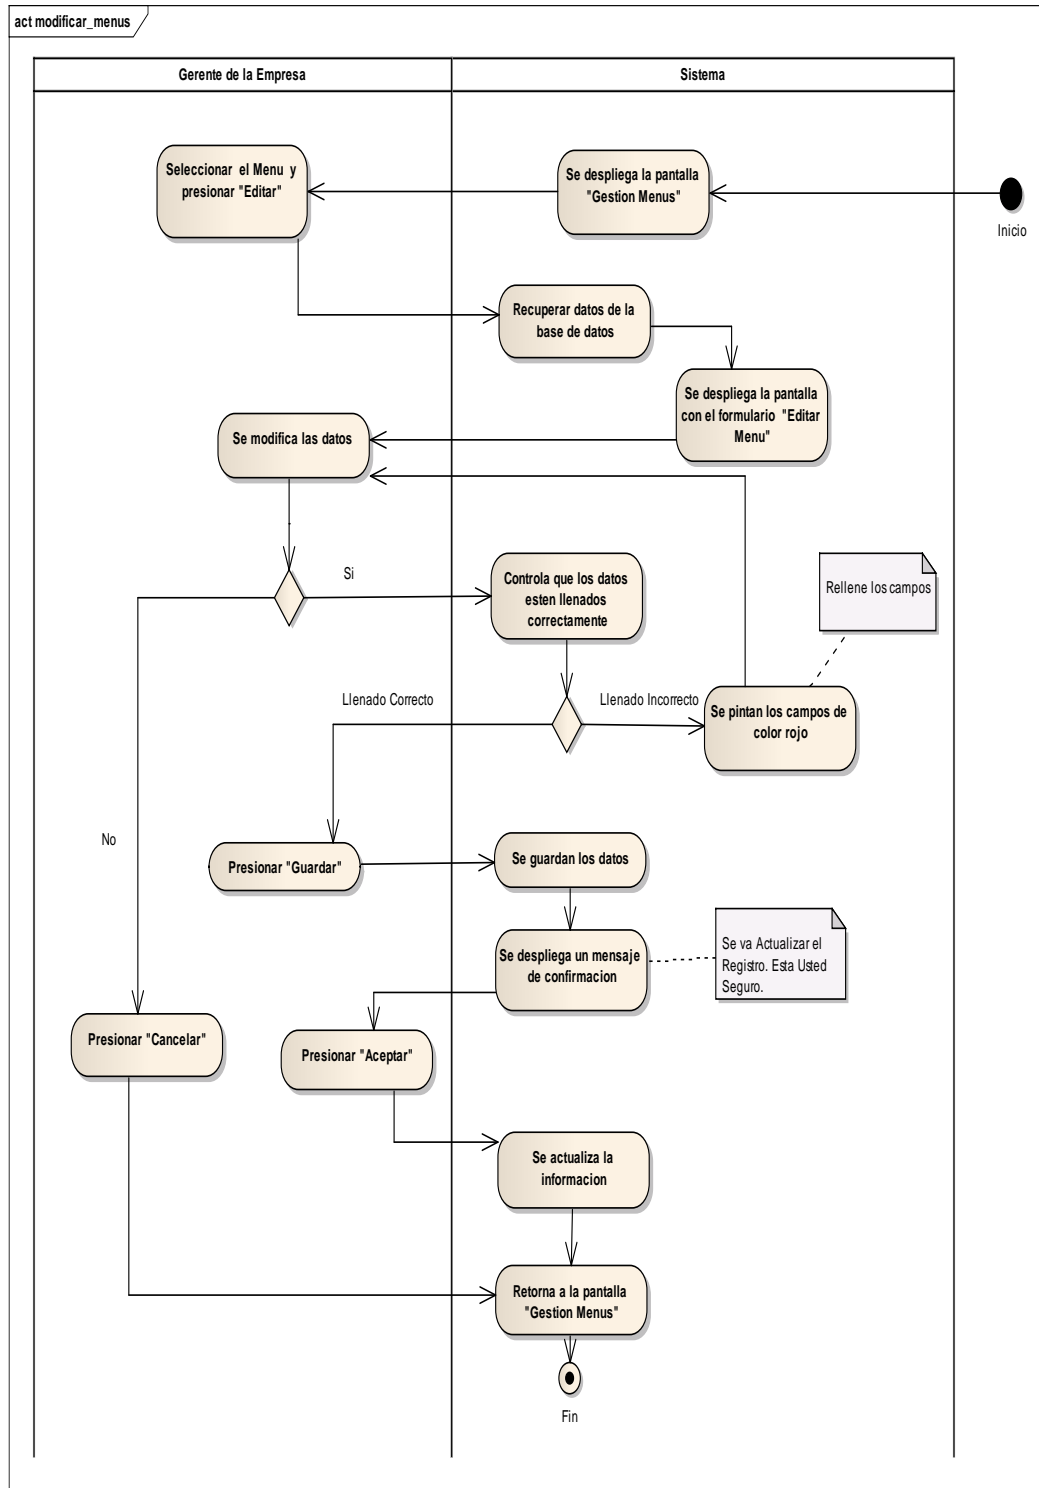 act modificar_menus
Gerente de la Empresa
Sistema
Seleccionar el Menu y
presionar "Editar"
Se despliega la pantalla
"Gestion Menus"
Inicio
Recuperar datos de la
base de datos
Se despliega la pantalla
con el formulario "Editar
Menu"
Se modifica las datos
Si
Controla que los datos
esten llenados
correctamente
Rellene los campos
Llenado Correcto
Llenado Incorrecto
Se pintan los campos de
color rojo
No
Presionar "Guardar"
Se guardan los datos
Se despliega un mensaje
de confirmacion
Se va Actualizar el
Registro. Esta Usted
Seguro.
Presionar "Cancelar"
Presionar "Aceptar"
Se actualiza la
informacion
Retorna a la pantalla
"Gestion Menus"
Fin